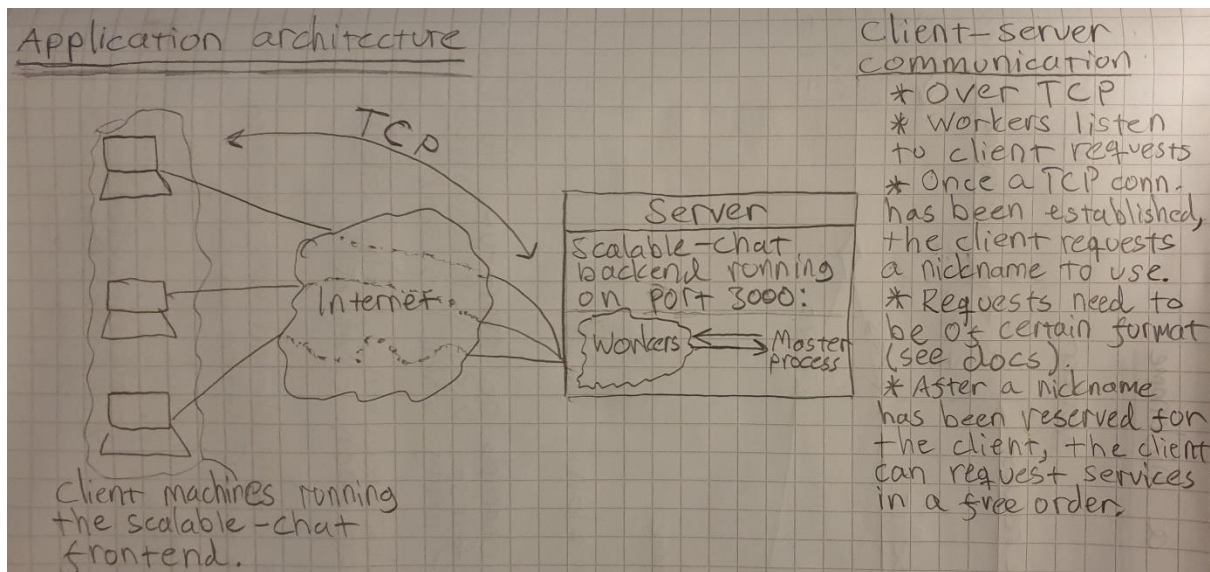 Application architecture
TCP
Internet
Client machines running
the scalable-chat
frontend.
Server
Scalable-chat
backend running
on port 3000:
Workers
Master
process
Client-server
communication
* Over TCP
* Workers listen
to client requests
* Once a TCP conn.
has been established,
the client requests
a nickname to use.
* Requests need to
be of certain format
(see docs).
* After a nickname
has been reserved for
the client, the client
can request services
in a free order.